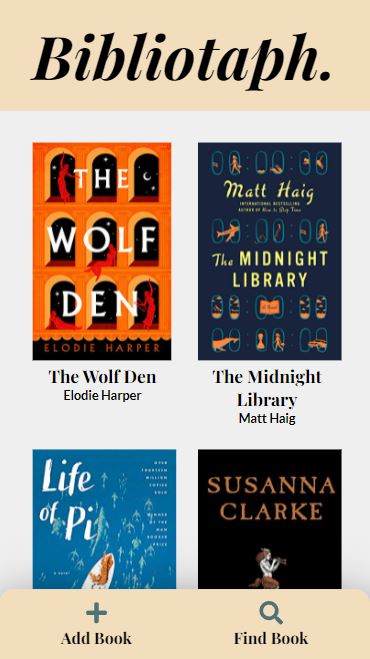 Bibliotaph.
THE
WOLF
DEN
ELODIE HARPER
The Wolf Den
Elodie Harper
Matt Haig
INTERNATIONAL BESTSELLING
AUTHOR OF How to Stop Time
The MIDNIGHT
LIBRARY
A Novel
The Midnight
Library
Matt Haig
Life
of Pi
OVER
FOURTEEN
MILLION
COPIES
SOLD
WINNER
OF THE
MAN
BOOKER
PRIZE
A NOVEL
SUSANNA
CLARKE
Add Book
Find Book